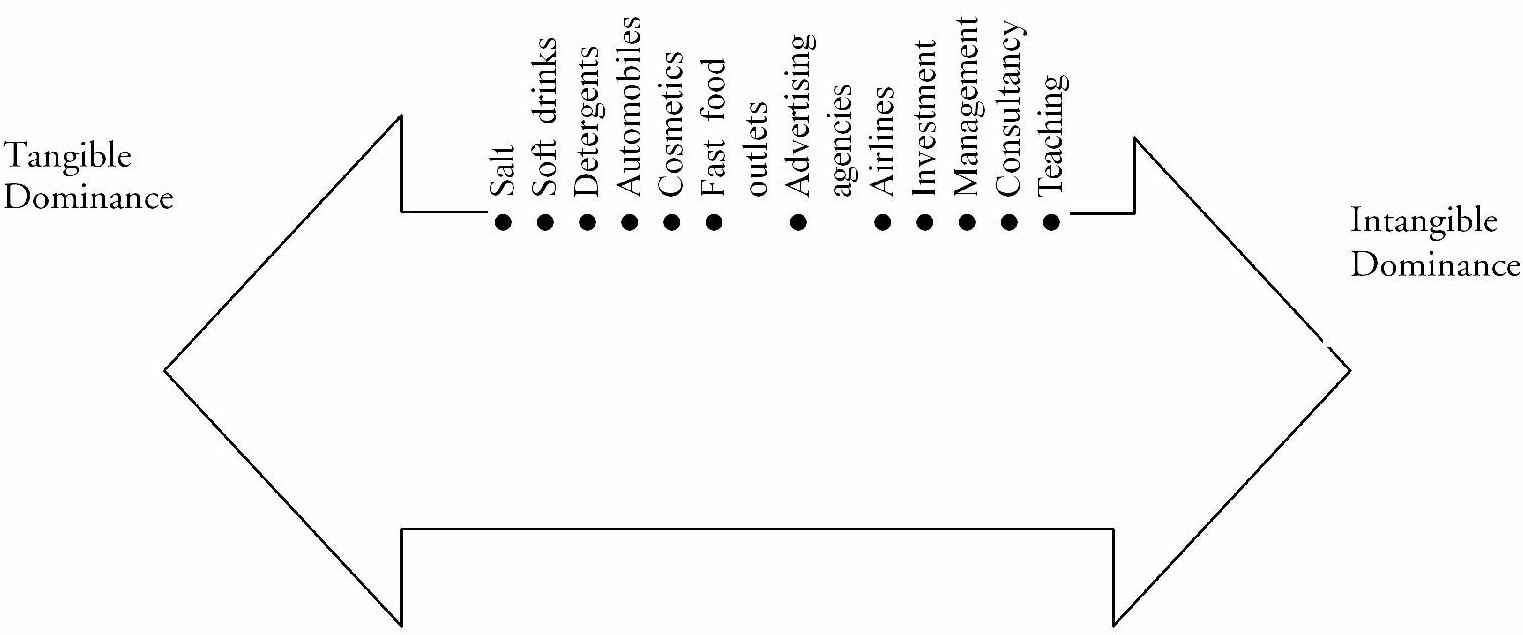 Tangible
Dominance
Salt
Soft drinks
Detergents
Automobiles
Cosmetics
Fast food
outlets
Advertising
agencies
Airlines
Investment
Management
Consultancy
Teaching
Intangible
Dominance